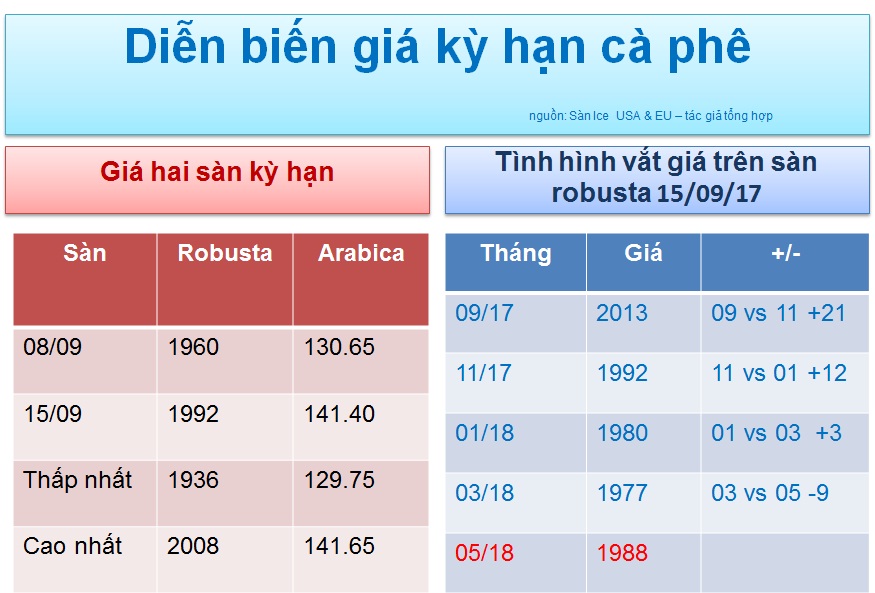 Diễn biến giá kỳ hạn cà phê
nguồn: Sàn Ice USA & EU – tác giả tổng hợp
Giá hai sàn kỳ hạn
Sàn Robusta Arabica
08/09 1960 130.65
15/09 1992 141.40
Thấp nhất 1936 129.75
Cao nhất 2008 141.65
Tình hình vắt giá trên sàn
robusta 15/09/17
Tháng Giá +/-
09/17 2013 09 vs 11 +21
11/17 1992 11 vs 01 +12
01/18 1980 01 vs 03 +3
03/18 1977 03 vs 05 -9
05/18 1988